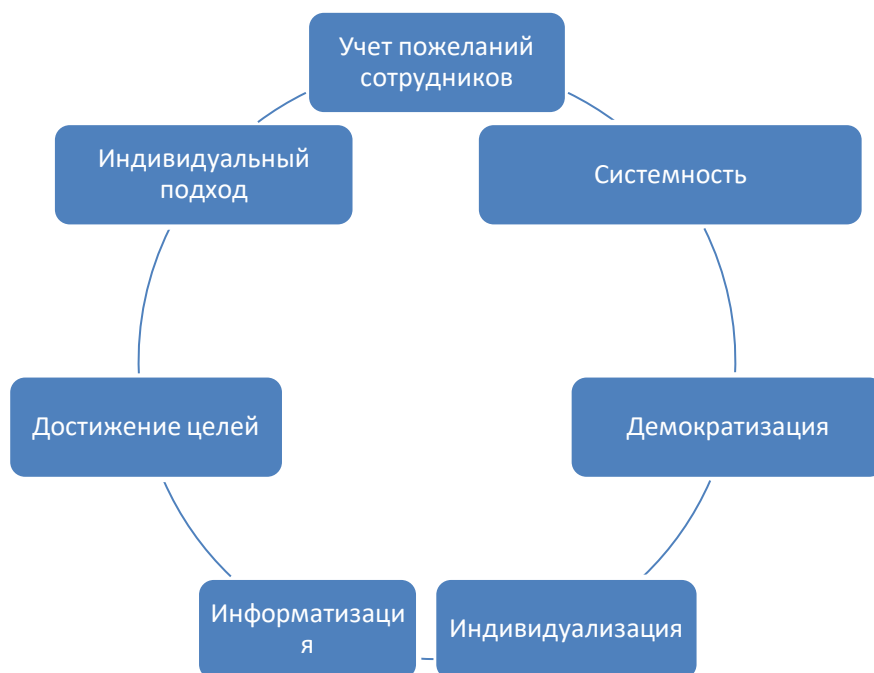 Учет пожеланий
сотрудников
Индивидуальный
подход
Системность
Достижение целей
Демократизация
Информатизаци
я
Индивидуализация